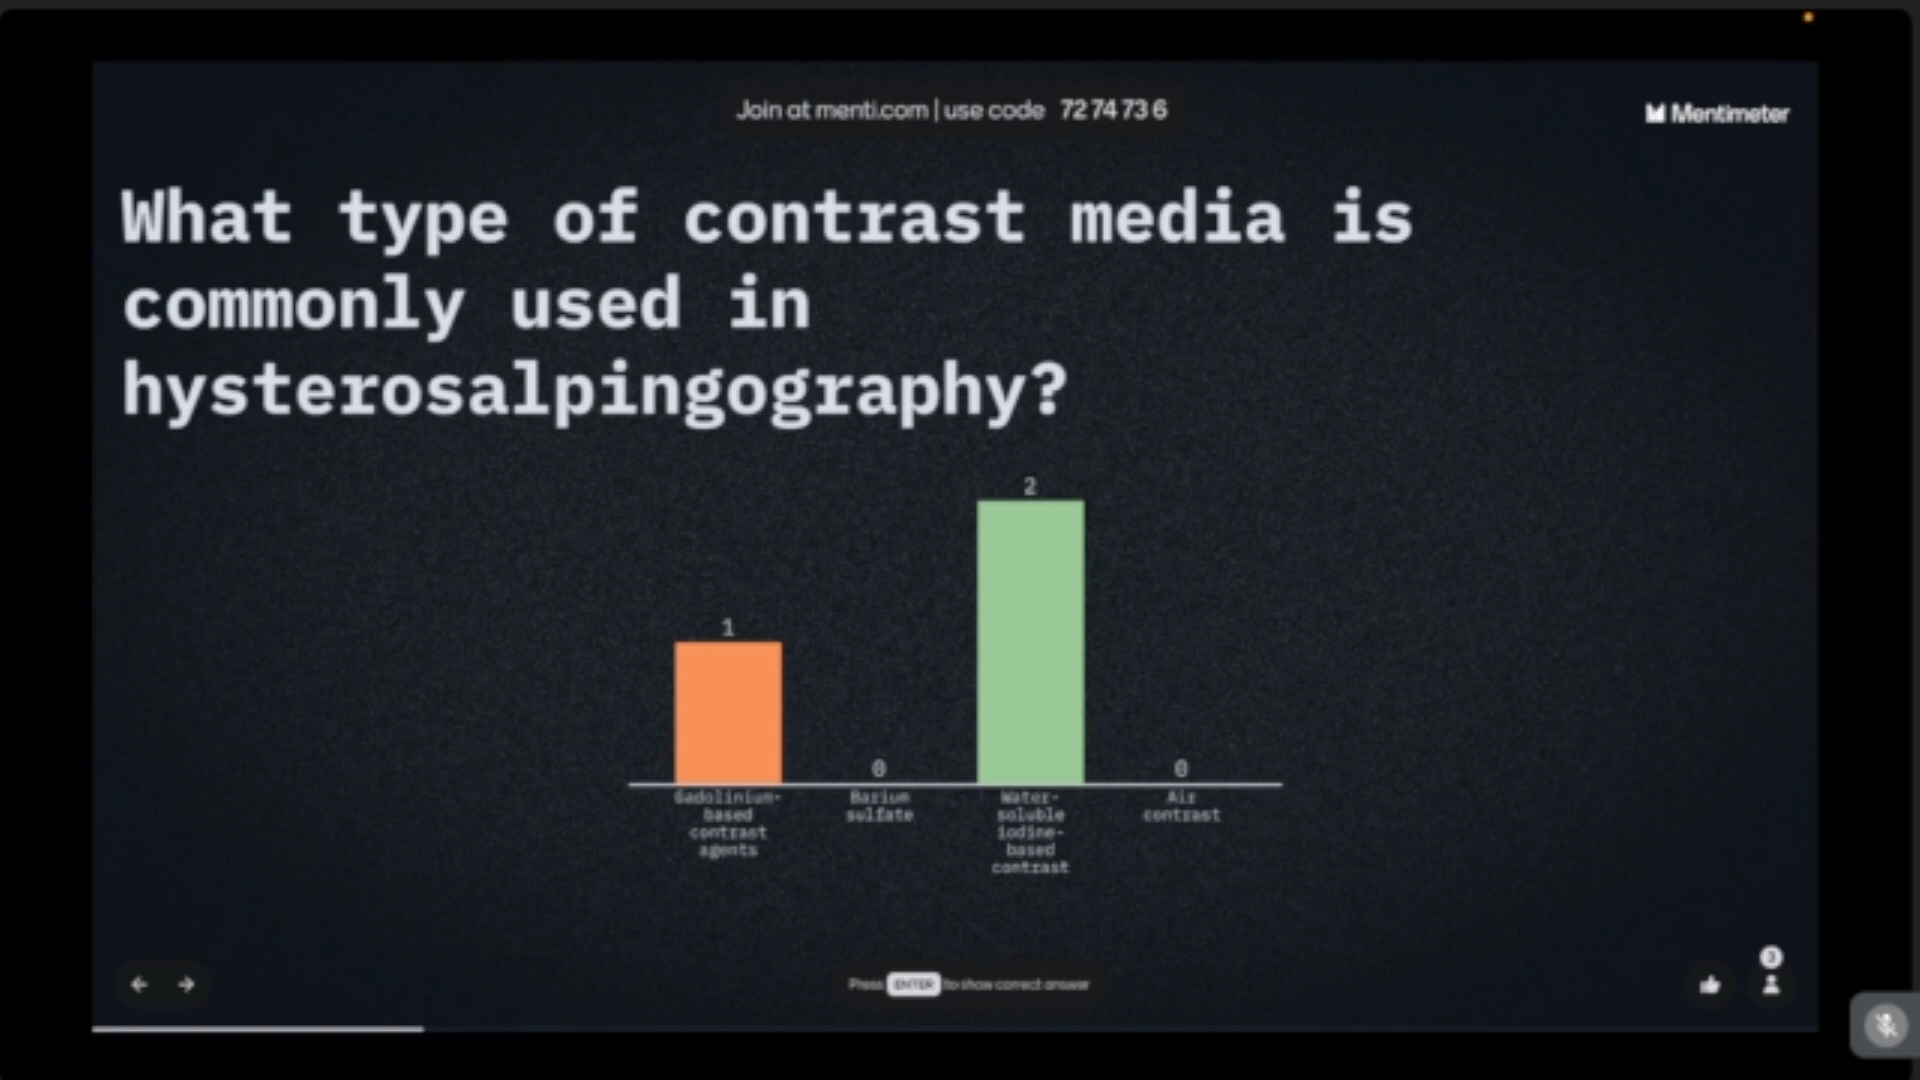 Join at menti.com | use code 72 74 73 6
Mentimeter
What type of contrast media is
commonly used in
hysterosalpingography?
2
1
0
0
Gadolinium-
based
contrast
agents
Barium
sulfate
Water-
soluble
iodine-
based
contrast
Air
contrast
3
Press ENTER to show correct answer